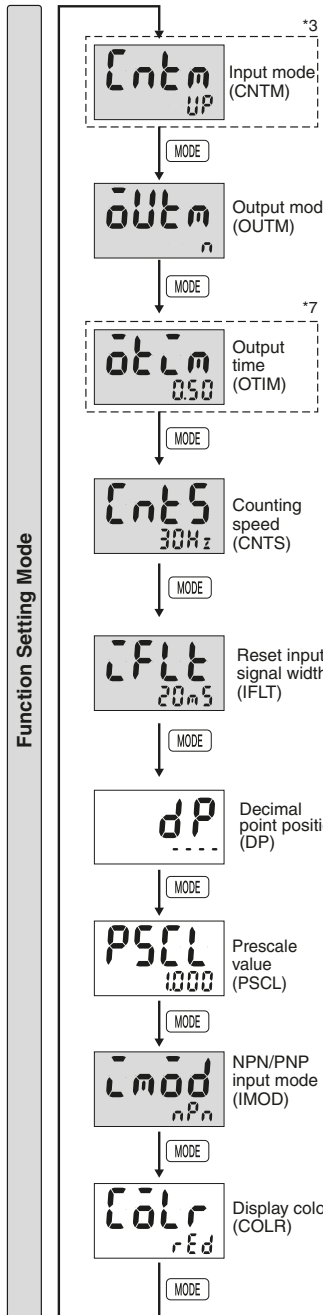 *3
Cntm
UP
Input mode
(CNTM)
MODE
oUtm
n
Output mod
(OUTM)
MODE
*7
otim
0.50
Output
time
(OTIM)
MODE
CntS
30Hz
Counting
speed
(CNTS)
MODE
iFLt
20mS
Reset input
signal width
(IFLT)
MODE
dP
----
Decimal
point positi
(DP)
MODE
PSCL
1.000
Prescale
value
(PSCL)
MODE
imod
nPn
NPN/PNP
input mode
(IMOD)
MODE
CoLr
rEd
Display colo
(COLR)
MODE
Function Setting Mode